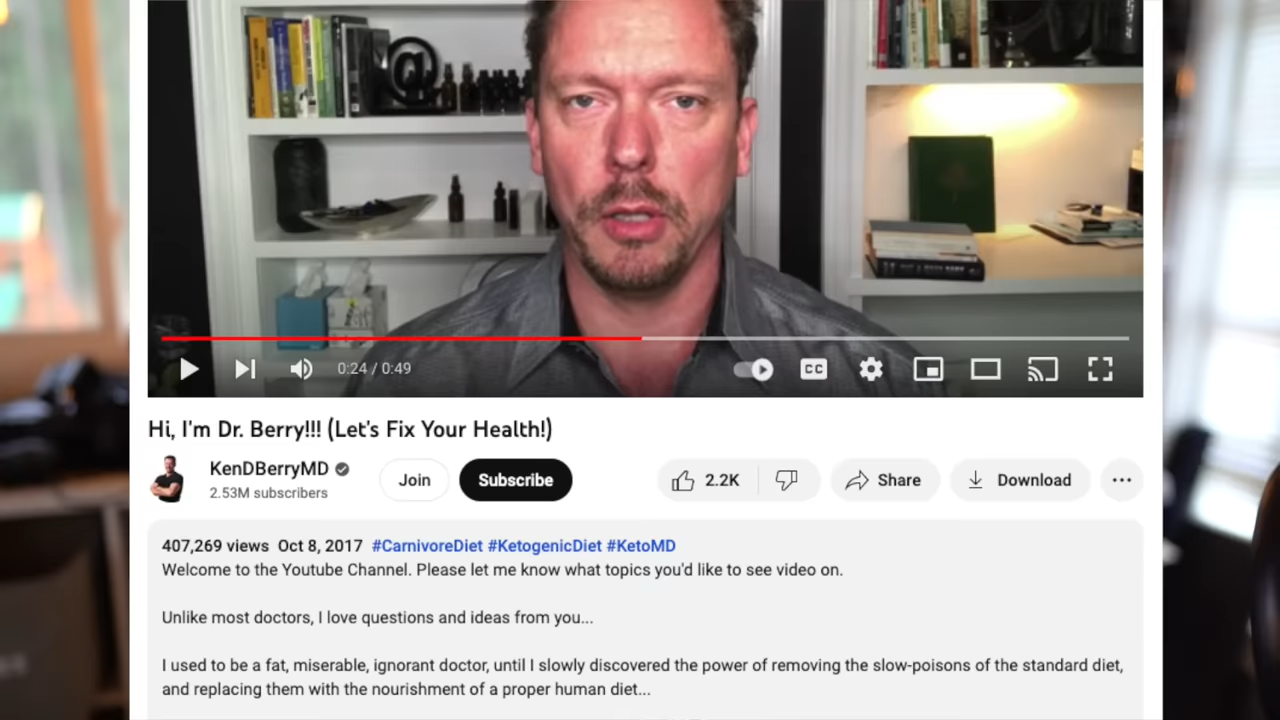 @
0:24 / 0:49
CC
Hi, I'm Dr. Berry!!! (Let's Fix Your Health!)
KenDBerryMD
2.53M subscribers
Join
Subscribe
2.2K
Share
Download
407,269 views Oct 8, 2017 #CarnivoreDiet #KetogenicDiet #KetoMD
Welcome to the Youtube Channel. Please let me know what topics you'd like to see video on.
Unlike most doctors, I love questions and ideas from you...
I used to be a fat, miserable, ignorant doctor, until I slowly discovered the power of removing the slow-poisons of the standard diet,
and replacing them with the nourishment of a proper human diet...